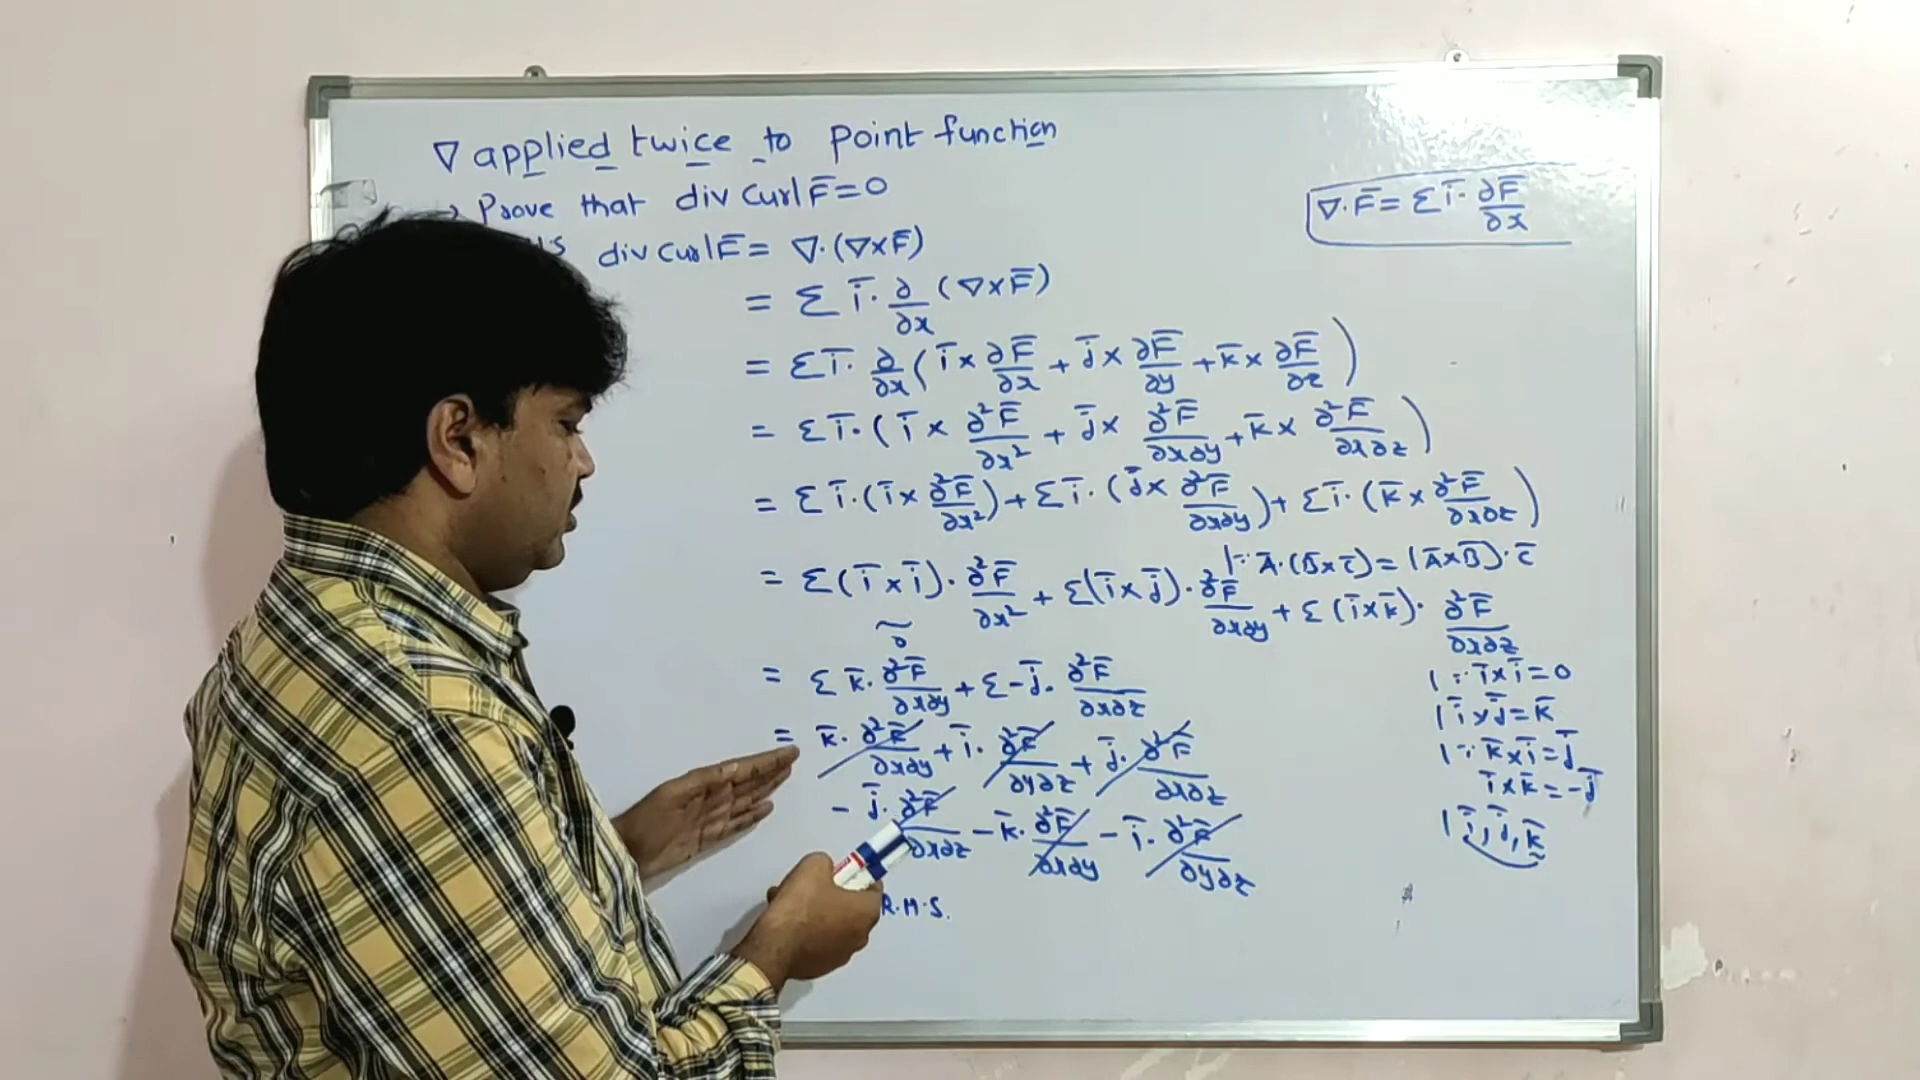 ∇ applied twice to point function
→ Prove that div Curl F̅ = 0
∇·F̅ = Σ i̅· ∂F̅/∂x
div curl F̅ = ∇·(∇×F̅)
= Σ i̅· ∂/∂x (∇×F̅)
= Σ i̅· ∂/∂x ( i̅× ∂F̅/∂x + j̅× ∂F̅/∂y + k̅× ∂F̅/∂z )
= Σ i̅·( i̅× ∂²F̅/∂x² + j̅× ∂²F̅/∂x∂y + k̅× ∂²F̅/∂x∂z )
= Σ i̅·( i̅× ∂²F̅/∂x² ) + Σ i̅·( j̅× ∂²F̅/∂x∂y ) + Σ i̅·( k̅× ∂²F̅/∂x∂z )
|∵ A̅·(B̅×c̅) = (A̅×B̅)·c̅
= Σ( i̅×i̅ )· ∂²F̅/∂x² + Σ( i̅×j̅ )· ∂²F̅/∂x∂y + Σ( i̅×k̅ )· ∂²F̅/∂x∂z
0
= Σ k̅· ∂²F̅/∂x∂y + Σ -j̅· ∂²F̅/∂x∂z
= k̅· ∂²F̅/∂x∂y + i̅· ∂²F̅/∂y∂z + j̅· ∂²F̅/∂x∂z
- j̅· ∂²F̅/∂x∂z - k̅· ∂²F̅/∂x∂y - i̅· ∂²F̅/∂y∂z
R.H.S.
|∵ i̅×i̅ = 0
| i̅×j̅ = k̅
|∵ k̅×i̅ = j̅
i̅×k̅ = -j̅
| i̅, j̅, k̅